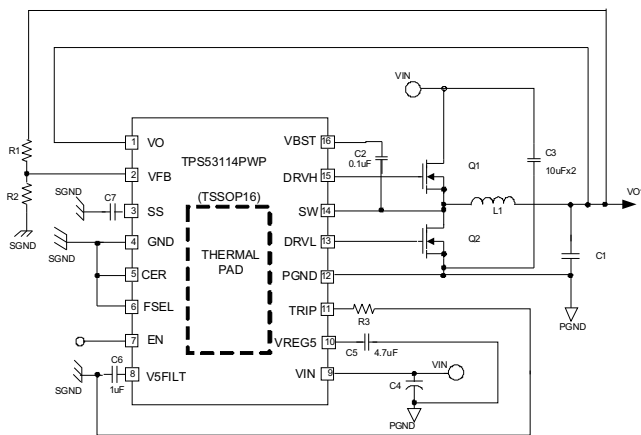 VIN
R1
1
VO
TPS53114PWP
VBST
16
C2
0.1uF
Q1
C3
10uFx2
2
VFB
DRVH
15
R2
SGND
C7
(TSSOP16)
3
SS
SW
14
L1
VO
SGND
4
GND
THERMAL
PAD
DRVL
13
Q2
SGND
5
CER
PGND
12
C1
6
FSEL
TRIP
11
R3
PGND
7
EN
VREG5
10
C5
4.7uF
C6
1uF
8
V5FILT
VIN
9
VIN
SGND
C4
PGND